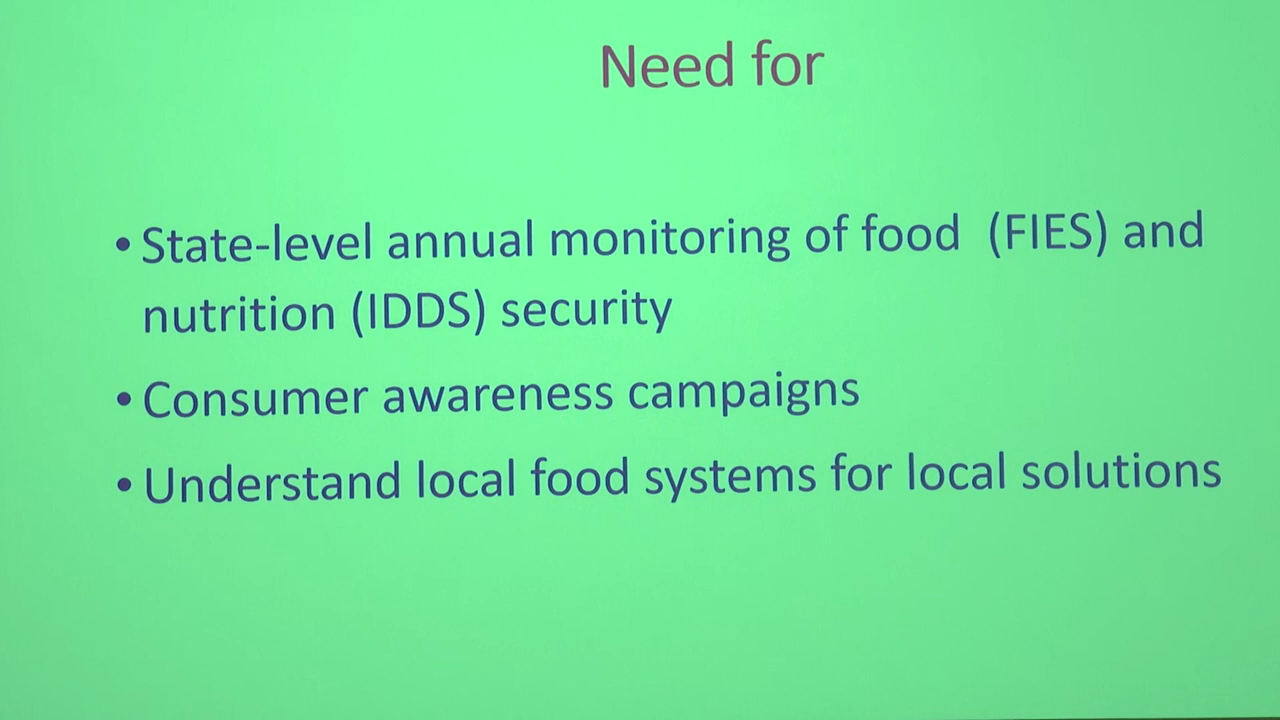 Need for
• State-level annual monitoring of food (FIES) and
nutrition (IDDS) security
• Consumer awareness campaigns
• Understand local food systems for local solutions